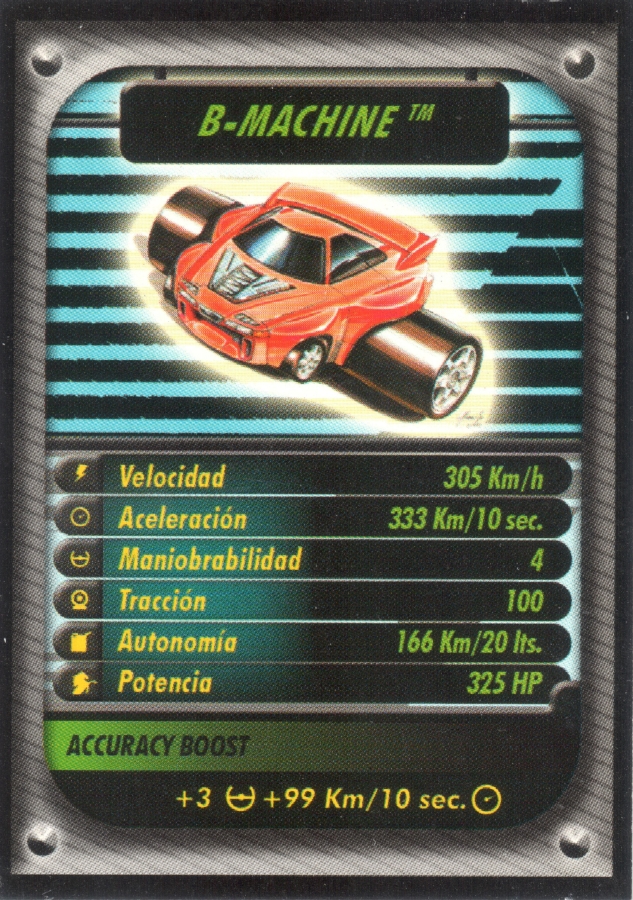 B-MACHINE ™
Velocidad 305 Km/h
Aceleración 333 Km/10 sec.
Maniobrabilidad 4
Tracción 100
Autonomía 166 Km/20 lts.
Potencia 325 HP
ACCURACY BOOST
+3 +99 Km/10 sec.